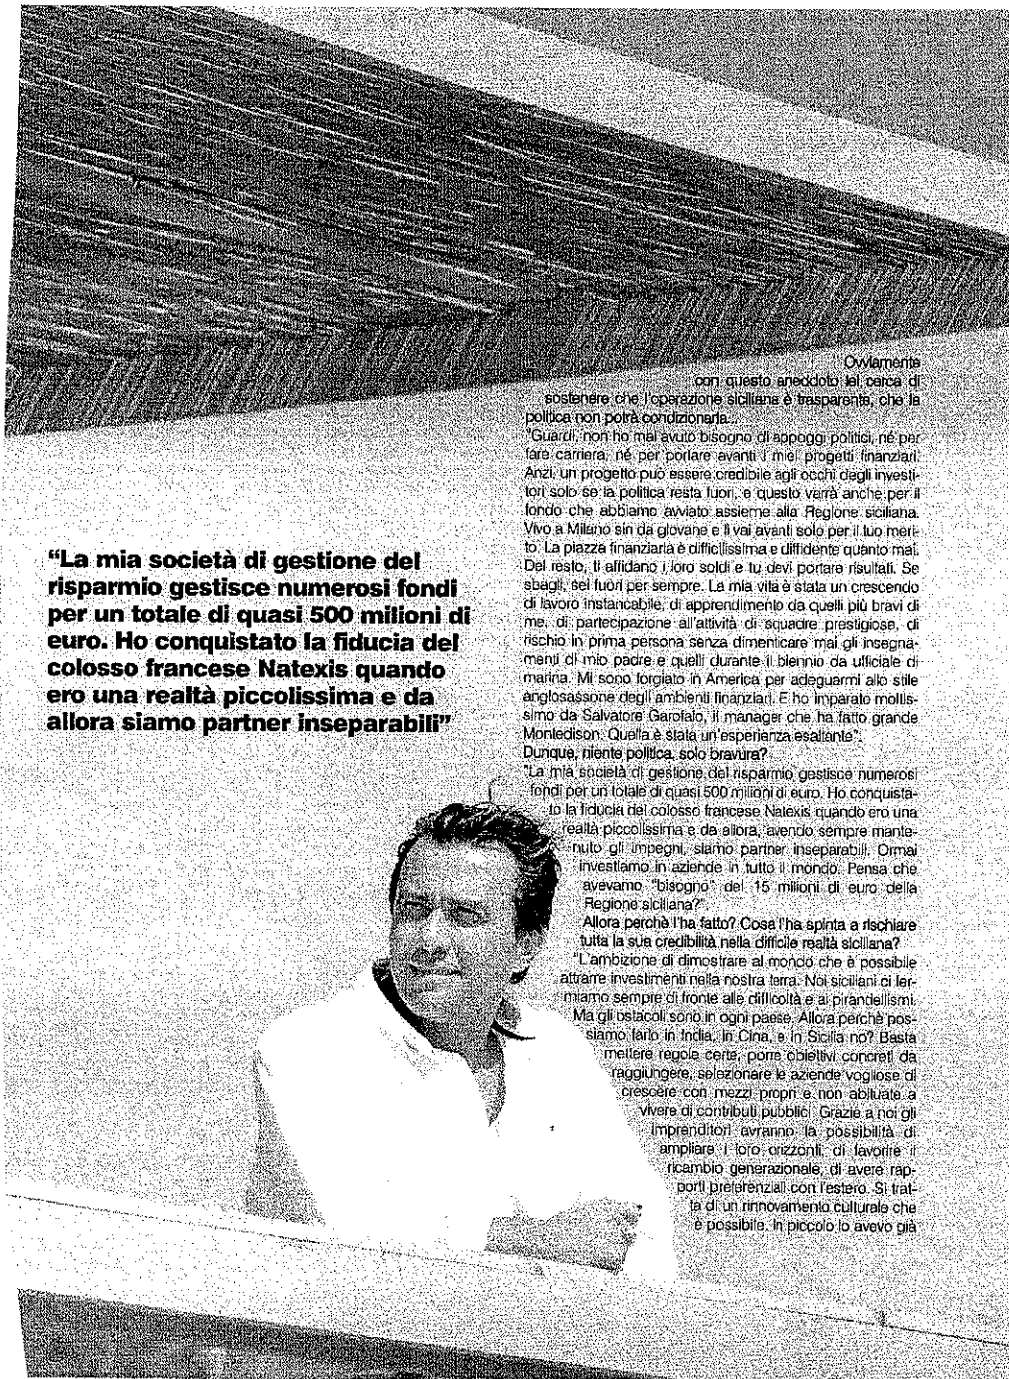 "La mia società di gestione del
risparmio gestisce numerosi fondi
per un totale di quasi 500 milioni di
euro. Ho conquistato la fiducia del
colosso francese Natexis quando
ero una realtà piccolissima e da
allora siamo partner inseparabili"
Ovviamente
con questo aneddoto lei cerca di
sostenere che l'operazione siciliana è trasparente, che la
politica non potrà condizionarla...
"Guardi, non ho mai avuto bisogno di appoggi politici, né per
fare carriera, né per portare avanti i miei progetti finanziari.
Anzi, un progetto può essere credibile agli occhi degli investi-
tori solo se la politica resta fuori, e questo varrà anche per il
fondo che abbiamo avviato assieme alla Regione siciliana.
Vivo a Milano sin da giovane e lì vai avanti solo per il tuo meri-
to. La piazza finanziaria è difficilissima e diffidente quanto mai.
Del resto, ti affidano i loro soldi e tu devi portare risultati. Se
sbagli, sei fuori per sempre. La mia vita è stata un crescendo
di lavoro instancabile, di apprendimento da quelli più bravi di
me, di partecipazione all'attività di squadre prestigiose, di
rischio in prima persona senza dimenticare mai gli insegna-
menti di mio padre e quelli durante il biennio da ufficiale di
marina. Mi sono forgiato in America per adeguarmi allo stile
anglosassone degli ambienti finanziari. E ho imparato moltis-
simo da Salvatore Garofalo, il manager che ha fatto grande
Montedison. Quella è stata un'esperienza esaltante".
Dunque, niente politica, solo bravura?
"La mia società di gestione del risparmio gestisce numerosi
fondi per un totale di quasi 500 milioni di euro. Ho conquista-
to la fiducia del colosso francese Natexis quando ero una
realtà piccolissima e da allora, avendo sempre mante-
nuto gli impegni, siamo partner inseparabili. Ormai
investiamo in aziende in tutto il mondo. Pensa che
avevamo "bisogno" dei 15 milioni di euro della
Regione siciliana?"
Allora perchè l'ha fatto? Cosa l'ha spinta a rischiare
tutta la sua credibilità nella difficile realtà siciliana?
"L'ambizione di dimostrare al mondo che è possibile
attrarre investimenti nella nostra terra. Noi siciliani ci fer-
miamo sempre di fronte alle difficoltà e ai pirandellismi.
Ma gli ostacoli sono in ogni paese. Allora perchè pos-
siamo farlo in India, in Cina, e in Sicilia no? Basta
mettere regole certe, porre obiettivi concreti da
raggiungere, selezionare le aziende vogliose di
crescere con mezzi propri e non abituate a
vivere di contributi pubblici. Grazie a noi gli
imprenditori avranno la possibilità di
ampliare i loro orizzonti, di favorire il
ricambio generazionale, di avere rap-
porti preferenziali con l'estero. Si trat-
ta di un rinnovamento culturale che
è possibile. In piccolo lo avevo già